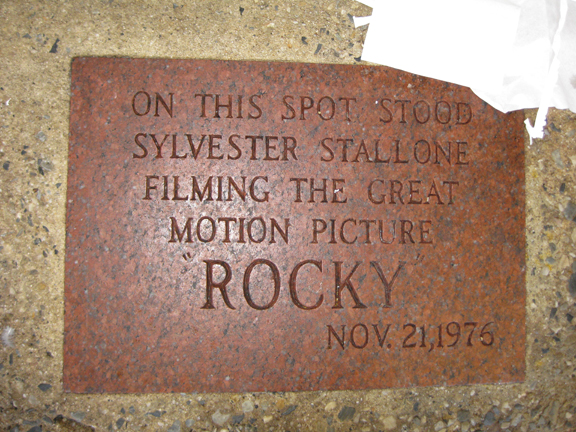 ON THIS SPOT STOOD
SYLVESTER STALLONE
FILMING THE GREAT
MOTION PICTURE
"ROCKY"
NOV. 21,1976